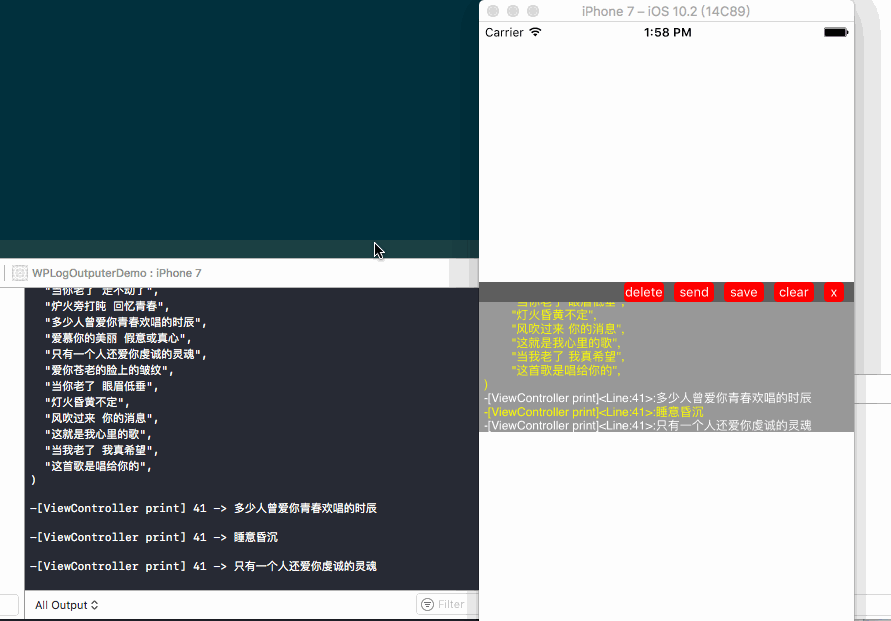 iPhone 7 – iOS 10.2 (14C89)
Carrier
1:58 PM
WPLogOutputerDemo : iPhone 7
"当你老了 走不动了",
"炉火旁打盹 回忆青春",
"多少人曾爱你青春欢唱的时辰",
"爱慕你的美丽 假意或真心",
"只有一个人还爱你虔诚的灵魂",
"爱你苍老的脸上的皱纹",
"当你老了 眼眉低垂",
"灯火昏黄不定",
"风吹过来 你的消息",
"这就是我心里的歌",
"当我老了 我真希望",
"这首歌是唱给你的",
)
-[ViewController print] 41 -> 多少人曾爱你青春欢唱的时辰
-[ViewController print] 41 -> 睡意昏沉
-[ViewController print] 41 -> 只有一个人还爱你虔诚的灵魂
All Output
Filter
delete send save clear x
"当你老了 眼眉低垂",
"灯火昏黄不定",
"风吹过来 你的消息",
"这就是我心里的歌",
"当我老了 我真希望",
"这首歌是唱给你的",
)
-[ViewController print]<Line:41>:多少人曾爱你青春欢唱的时辰
-[ViewController print]<Line:41>:睡意昏沉
-[ViewController print]<Line:41>:只有一个人还爱你虔诚的灵魂